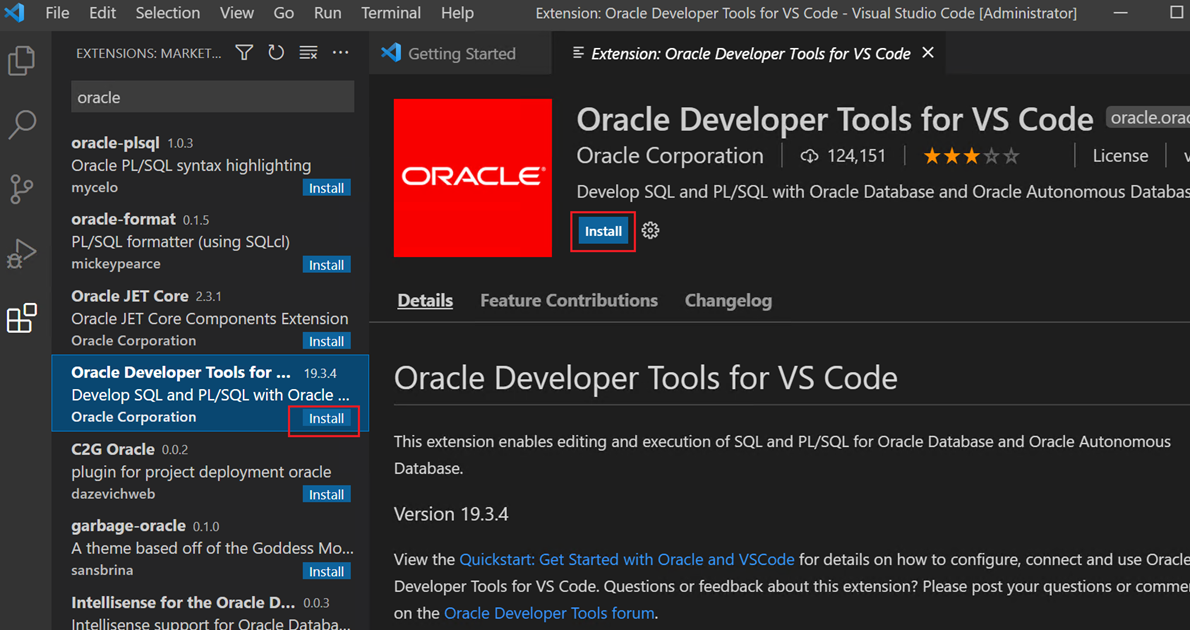 File Edit Selection View Go Run Terminal Help Extension: Oracle Developer Tools for VS Code - Visual Studio Code [Administrator]
EXTENSIONS: MARKET...
oracle
oracle-plsql 1.0.3
Oracle PL/SQL syntax highlighting
mycelo Install
oracle-format 0.1.5
PL/SQL formatter (using SQLcl)
mickeypearce Install
Oracle JET Core 2.3.1
Oracle JET Core Components Extension
Oracle Corporation Install
Oracle Developer Tools for ... 19.3.4
Develop SQL and PL/SQL with Oracle ...
Oracle Corporation Install
C2G Oracle 0.0.2
plugin for project deployment oracle
dazevichweb Install
garbage-oracle 0.1.0
A theme based off of the Goddess Mo...
sansbrina Install
Intellisense for the Oracle D... 0.0.3
Intellisense support for Oracle Databa...
Getting Started Extension: Oracle Developer Tools for VS Code
ORACLE®
Oracle Developer Tools for VS Code oracle.orac
Oracle Corporation 124,151 License
Develop SQL and PL/SQL with Oracle Database and Oracle Autonomous Databas
Install
Details Feature Contributions Changelog
Oracle Developer Tools for VS Code
This extension enables editing and execution of SQL and PL/SQL for Oracle Database and Oracle Autonomous
Database.
Version 19.3.4
View the Quickstart: Get Started with Oracle and VSCode for details on how to configure, connect and use Oracle
Developer Tools for VS Code. Questions or feedback about this extension? Please post your questions or comme
on the Oracle Developer Tools forum.